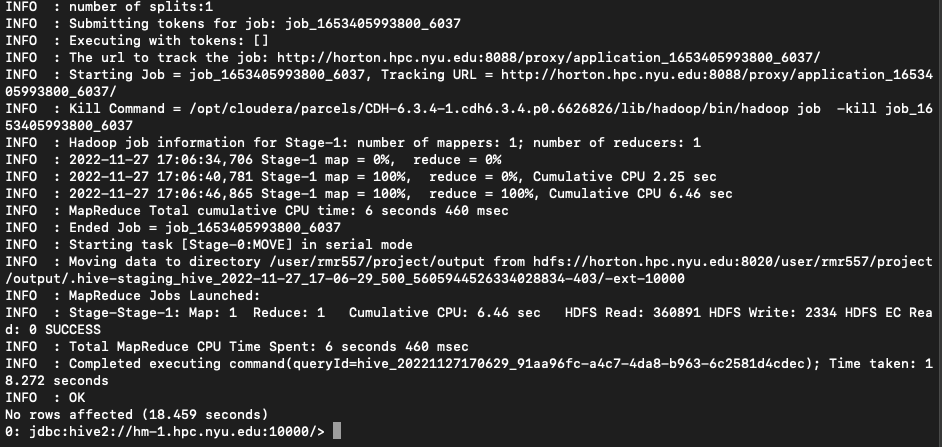 INFO  : number of splits:1
INFO  : Submitting tokens for job: job_1653405993800_6037
INFO  : Executing with tokens: []
INFO  : The url to track the job: http://horton.hpc.nyu.edu:8088/proxy/application_1653405993800_6037/
INFO  : Starting Job = job_1653405993800_6037, Tracking URL = http://horton.hpc.nyu.edu:8088/proxy/application_16534
05993800_6037/
INFO  : Kill Command = /opt/cloudera/parcels/CDH-6.3.4-1.cdh6.3.4.p0.6626826/lib/hadoop/bin/hadoop job  -kill job_16
53405993800_6037
INFO  : Hadoop job information for Stage-1: number of mappers: 1; number of reducers: 1
INFO  : 2022-11-27 17:06:34,706 Stage-1 map = 0%,  reduce = 0%
INFO  : 2022-11-27 17:06:40,781 Stage-1 map = 100%,  reduce = 0%, Cumulative CPU 2.25 sec
INFO  : 2022-11-27 17:06:46,865 Stage-1 map = 100%,  reduce = 100%, Cumulative CPU 6.46 sec
INFO  : MapReduce Total cumulative CPU time: 6 seconds 460 msec
INFO  : Ended Job = job_1653405993800_6037
INFO  : Starting task [Stage-0:MOVE] in serial mode
INFO  : Moving data to directory /user/rmr557/project/output from hdfs://horton.hpc.nyu.edu:8020/user/rmr557/project
/output/.hive-staging_hive_2022-11-27_17-06-29_500_5605944526334028834-403/-ext-10000
INFO  : MapReduce Jobs Launched:
INFO  : Stage-Stage-1: Map: 1  Reduce: 1   Cumulative CPU: 6.46 sec   HDFS Read: 360891 HDFS Write: 2334 HDFS EC Rea
d: 0 SUCCESS
INFO  : Total MapReduce CPU Time Spent: 6 seconds 460 msec
INFO  : Completed executing command(queryId=hive_20221127170629_91aa96fc-a4c7-4da8-b963-6c2581d4cdec); Time taken: 1
8.272 seconds
INFO  : OK
No rows affected (18.459 seconds)
0: jdbc:hive2://hm-1.hpc.nyu.edu:10000/>